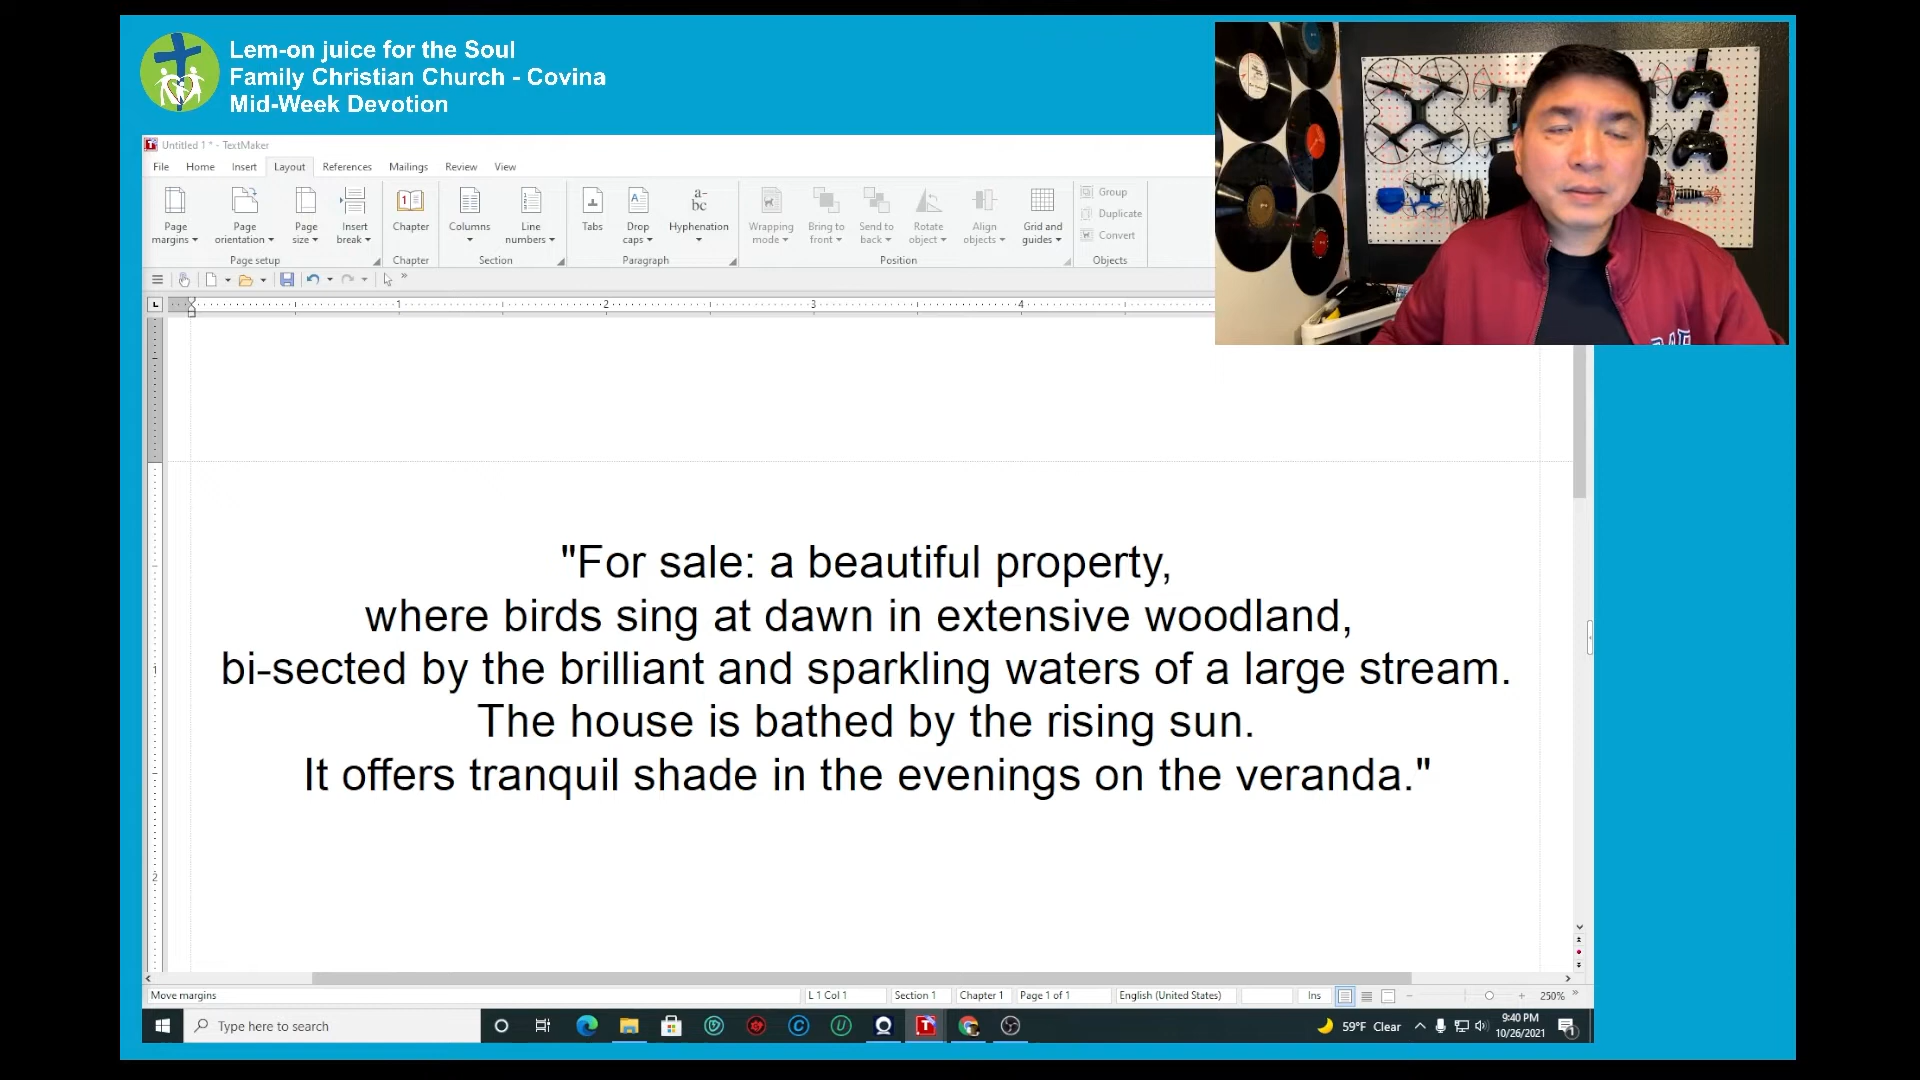 Lem-on juice for the Soul
Family Christian Church - Covina
Mid-Week Devotion
Untitled 1 * - TextMaker
File Home Insert Layout References Mailings Review View
Page margins
Page orientation
Page size
Insert break
Chapter
Columns
Line numbers
Tabs
Drop caps
a-bc
Hyphenation
Wrapping mode
Bring to front
Send to back
Rotate object
Align objects
Grid and guides
Group
Duplicate
Convert
Page setup Chapter Section Paragraph Position Objects
1 2 3 4
"For sale: a beautiful property,
where birds sing at dawn in extensive woodland,
bi-sected by the brilliant and sparkling waters of a large stream.
The house is bathed by the rising sun.
It offers tranquil shade in the evenings on the veranda."
1
2
Move margins L 1 Col 1 Section 1 Chapter 1 Page 1 of 1 English (United States) Ins 250%
Type here to search
59°F Clear
9:40 PM
10/26/2021